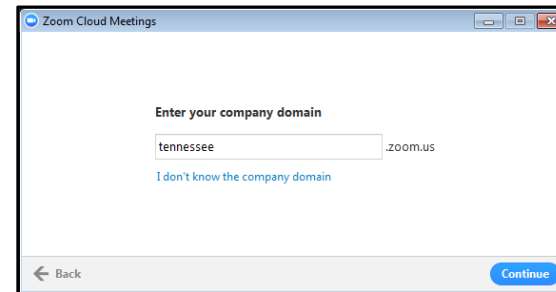 Zoom Cloud Meetings
Enter your company domain
tennessee .zoom.us
I don't know the company domain
Back
Continue